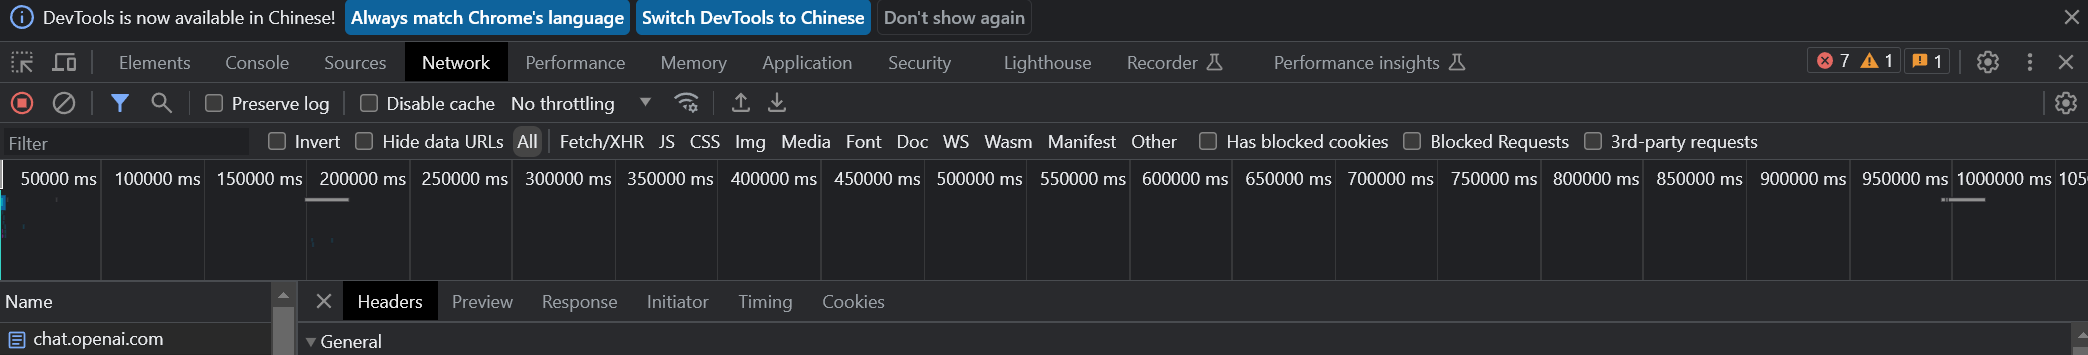 DevTools is now available in Chinese! Always match Chrome's language Switch DevTools to Chinese Don't show again
Elements Console Sources Network Performance Memory Application Security Lighthouse Recorder Performance insights 7 1 1
Preserve log Disable cache No throttling
Filter Invert Hide data URLs All Fetch/XHR JS CSS Img Media Font Doc WS Wasm Manifest Other Has blocked cookies Blocked Requests 3rd-party requests
50000 ms 100000 ms 150000 ms 200000 ms 250000 ms 300000 ms 350000 ms 400000 ms 450000 ms 500000 ms 550000 ms 600000 ms 650000 ms 700000 ms 750000 ms 800000 ms 850000 ms 900000 ms 950000 ms 1000000 ms 105
Name Headers Preview Response Initiator Timing Cookies
chat.openai.com General